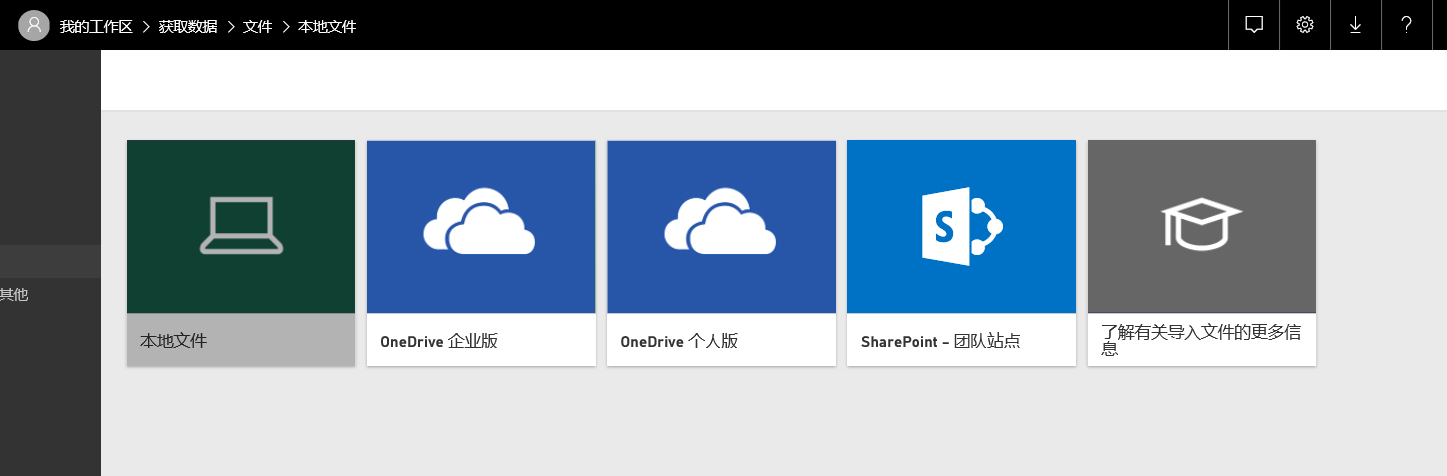 我的工作区 > 获取数据 > 文件 > 本地文件
?
其他
本地文件
OneDrive 企业版
OneDrive 个人版
SharePoint – 团队站点
了解有关导入文件的更多信
息